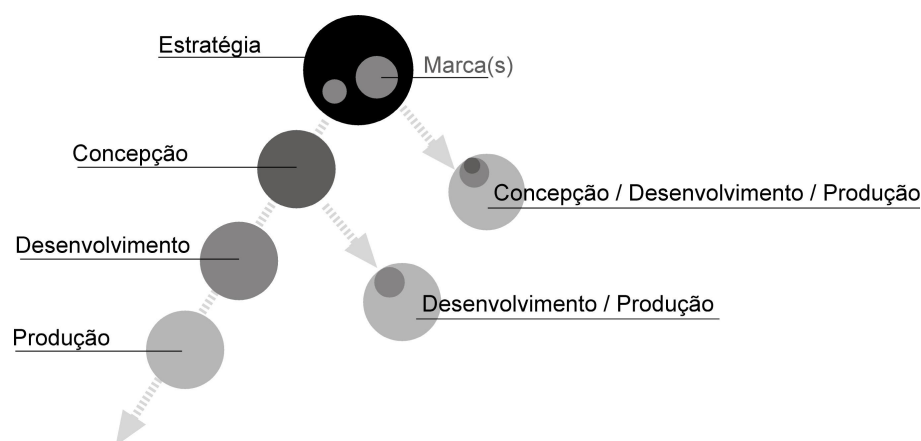 Estratégia
Marca(s)
Concepção
Concepção / Desenvolvimento / Produção
Desenvolvimento
Desenvolvimento / Produção
Produção